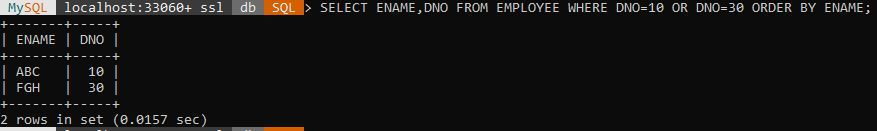 MySQL localhost:33060+ ssl db SQL > SELECT ENAME,DNO FROM EMPLOYEE WHERE DNO=10 OR DNO=30 ORDER BY ENAME;
+-------+-----+
| ENAME | DNO |
+-------+-----+
| ABC   |  10 |
| FGH   |  30 |
+-------+-----+
2 rows in set (0.0157 sec)